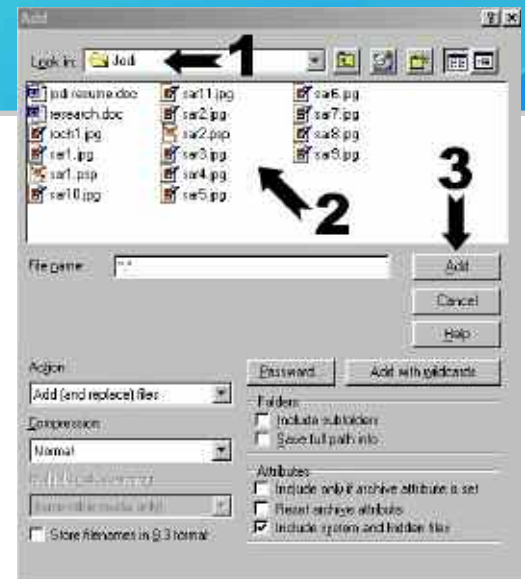 Add
Look in: Jodi
1
jodi resume.doc sar11.jpg sar6.jpg
research.doc sar2.jpg sar7.jpg
sar2.psp sar8.jpg
sar1.jpg sar3.jpg sar9.jpg
sar1.psp sar4.jpg
sar10.jpg sar5.jpg
2
3
File name: *.*
Add
Cancel
Help
Action
Add (and replace) files
Password
Add with wildcards
Compression
Normal
Folders
Include subfolders
Save full path info
Attributes
Include only if archive attribute is set
Reset archive attribute
Include system and hidden files
Store filenames in 8.3 format